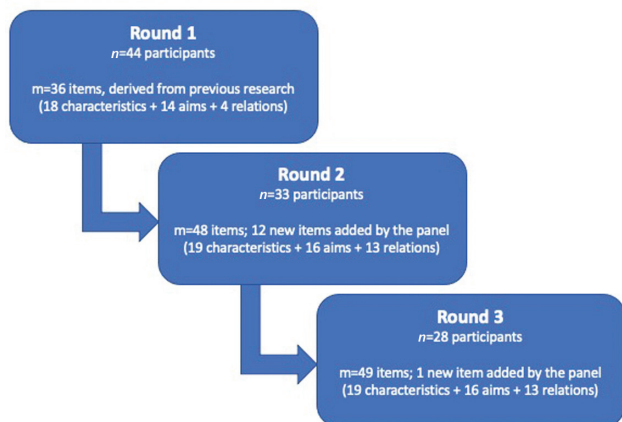 Round 1
n=44 participants
m=36 items, derived from previous research
(18 characteristics + 14 aims + 4 relations)
Round 2
n=33 participants
m=48 items; 12 new items added by the panel
(19 characteristics + 16 aims + 13 relations)
Round 3
n=28 participants
m=49 items; 1 new item added by the panel
(19 characteristics + 16 aims + 13 relations)